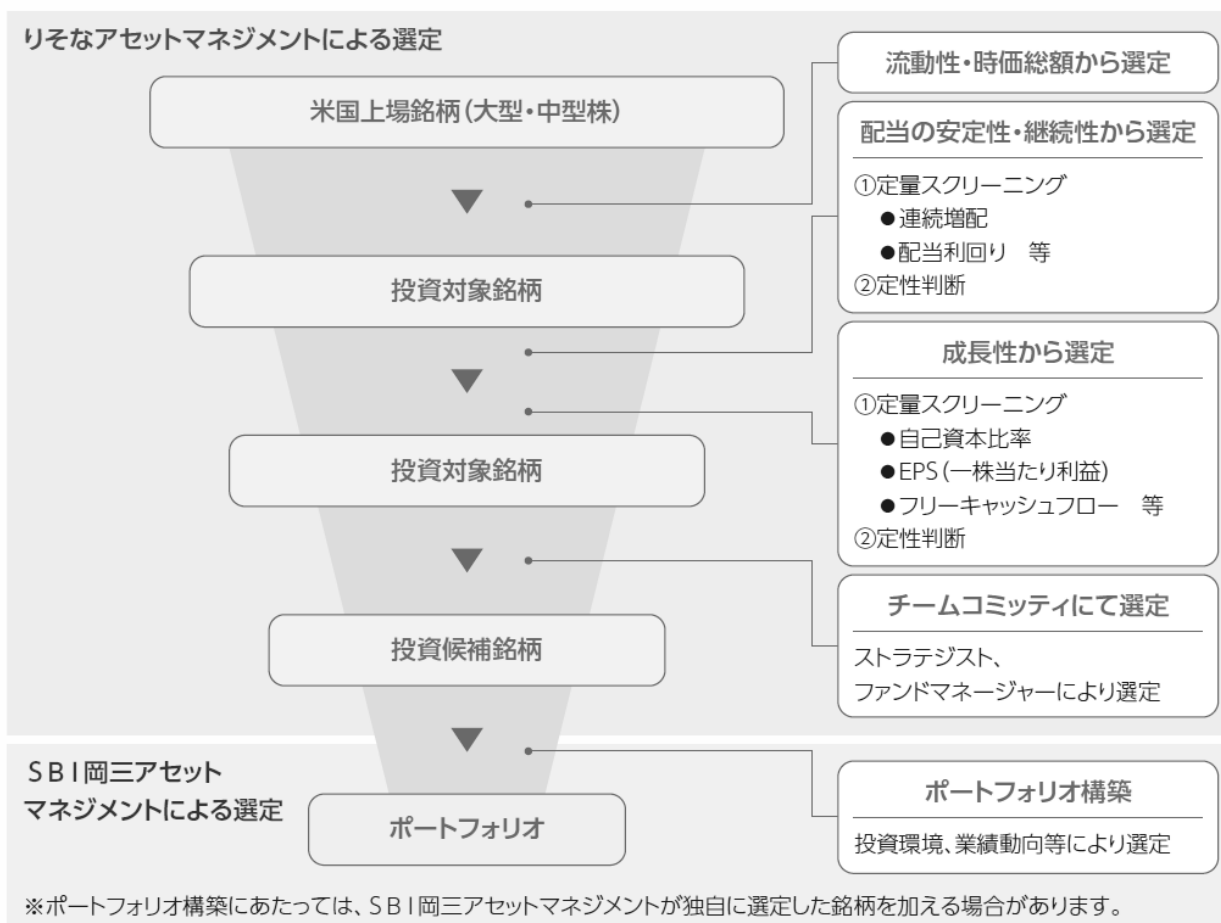 りそなアセットマネジメントによる選定
米国上場銘柄(大型・中型株)
流動性・時価総額から選定
投資対象銘柄
配当の安定性・継続性から選定
①定量スクリーニング
●連続増配
●配当利回り 等
②定性判断
投資対象銘柄
成長性から選定
①定量スクリーニング
●自己資本比率
●EPS(一株当たり利益)
●フリーキャッシュフロー 等
②定性判断
投資候補銘柄
チームコミッティにて選定
ストラテジスト、
ファンドマネージャーにより選定
SBI岡三アセット
マネジメントによる選定
ポートフォリオ
ポートフォリオ構築
投資環境、業績動向等により選定
※ポートフォリオ構築にあたっては、SBI岡三アセットマネジメントが独自に選定した銘柄を加える場合があります。